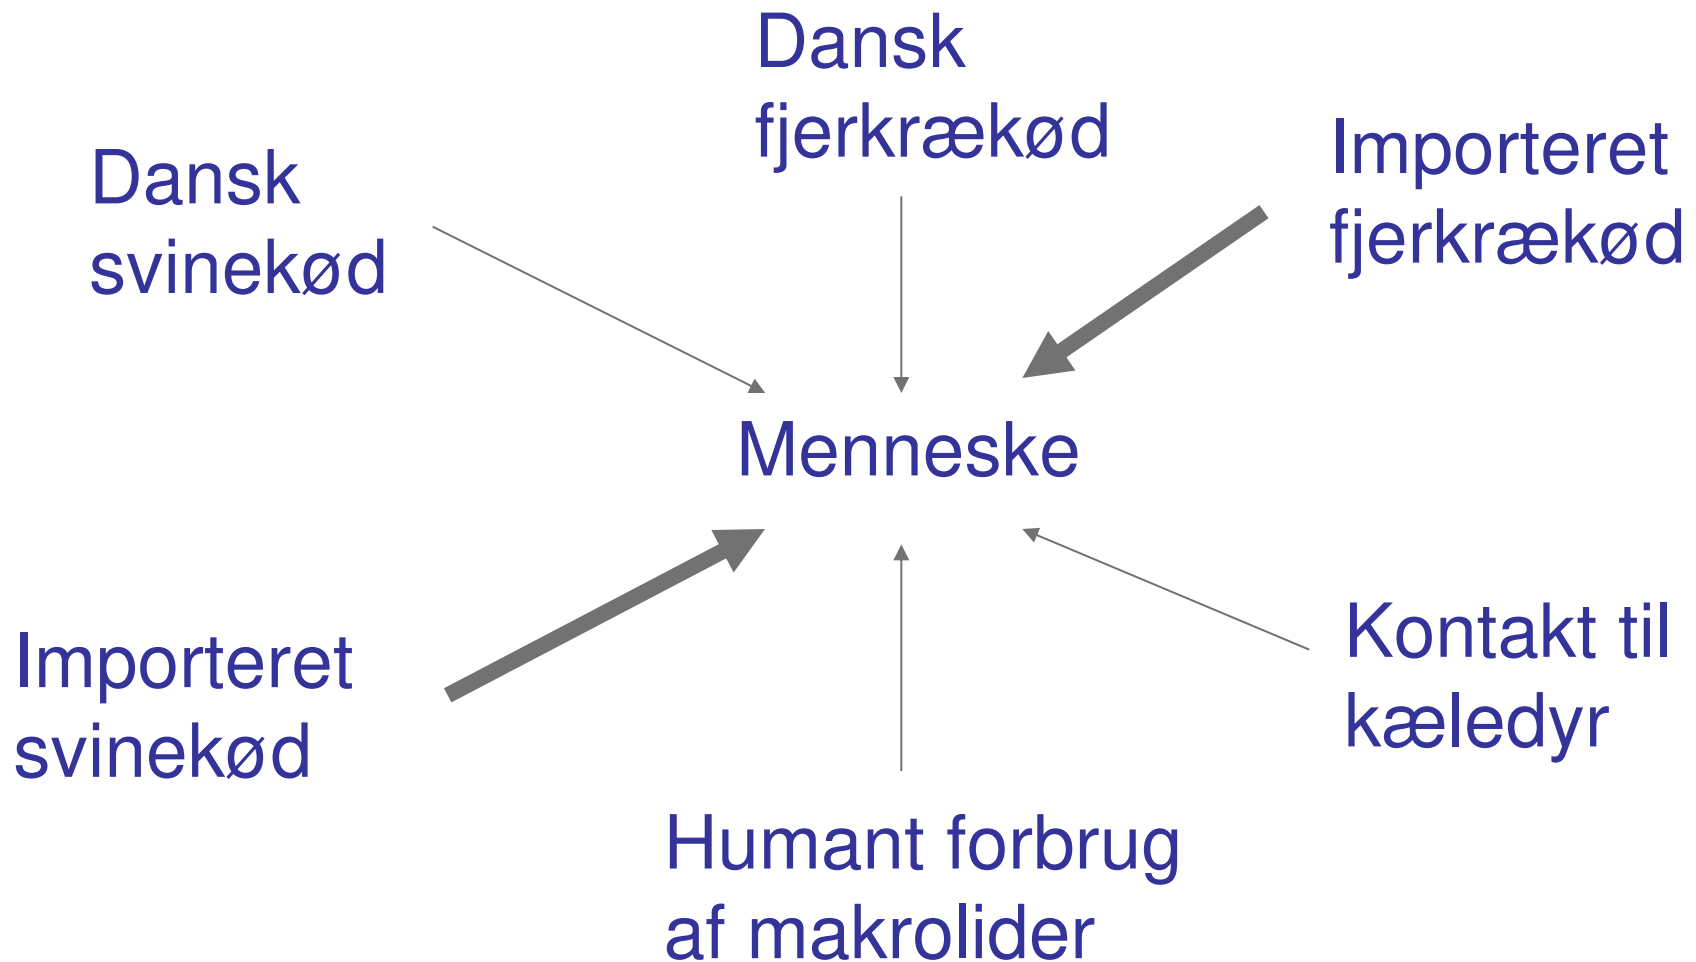 Dansk
fjerkrækød
Importeret
fjerkrækød
Dansk
svinekød
Menneske
Importeret
svinekød
Kontakt til
kæledyr
Humant forbrug
af makrolider